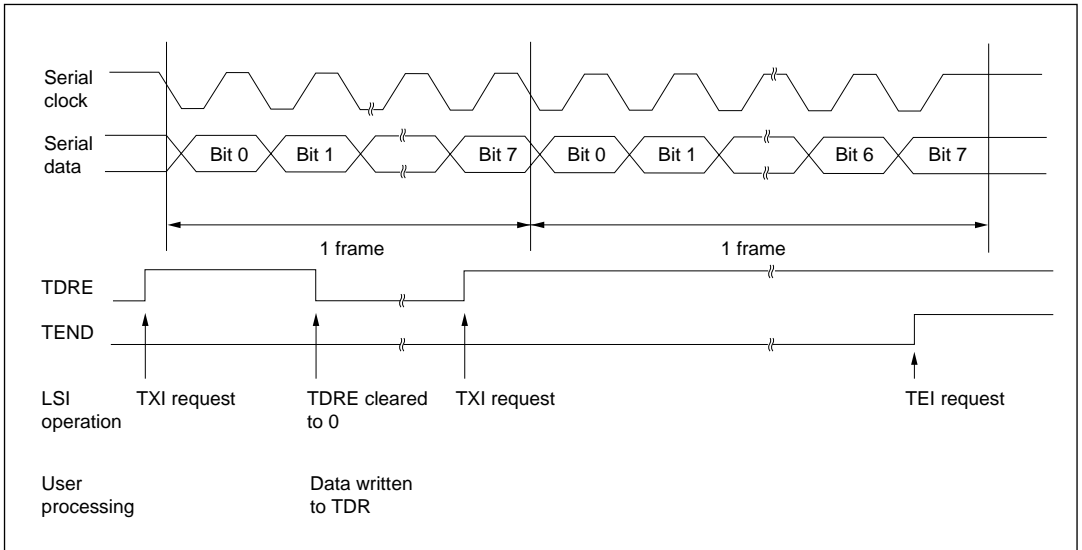 Serial
clock
Serial
data
Bit 0 Bit 1 Bit 7 Bit 0 Bit 1 Bit 6 Bit 7
1 frame 1 frame
TDRE
TEND
LSI
operation
TXI request
TDRE cleared
to 0
TXI request
TEI request
User
processing
Data written
to TDR